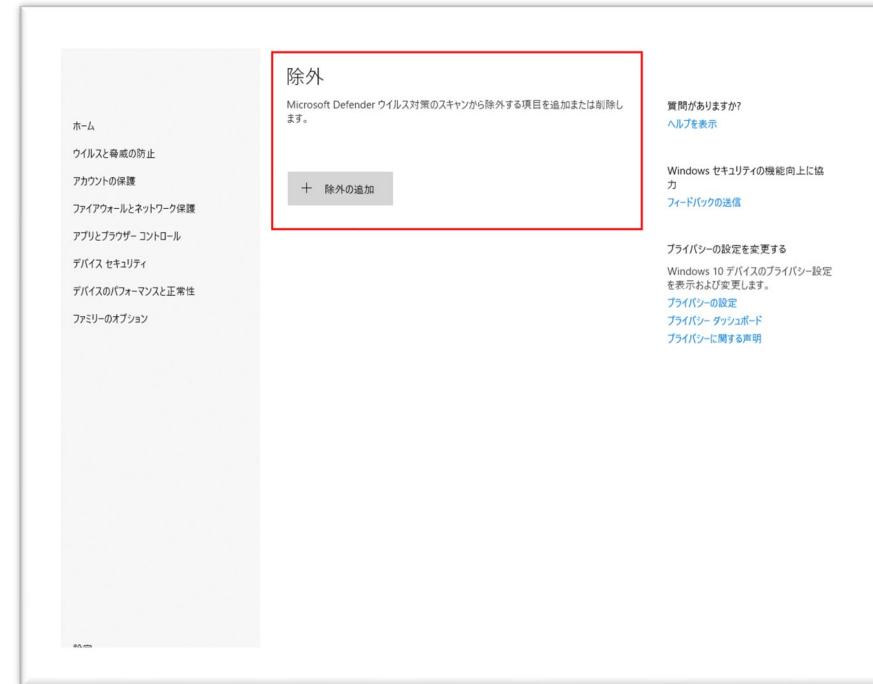 ホーム
ウイルスと脅威の防止
アカウントの保護
ファイアウォールとネットワーク保護
アプリとブラウザー コントロール
デバイス セキュリティ
デバイスのパフォーマンスと正常性
ファミリーのオプション
除外
Microsoft Defender ウイルス対策のスキャンから除外する項目を追加または削除し
ます。
＋ 除外の追加
質問がありますか?
ヘルプを表示
Windows セキュリティの機能向上に協
力
フィードバックの送信
プライバシーの設定を変更する
Windows 10 デバイスのプライバシー設定
を表示および変更します。
プライバシーの設定
プライバシー ダッシュボード
プライバシーに関する声明